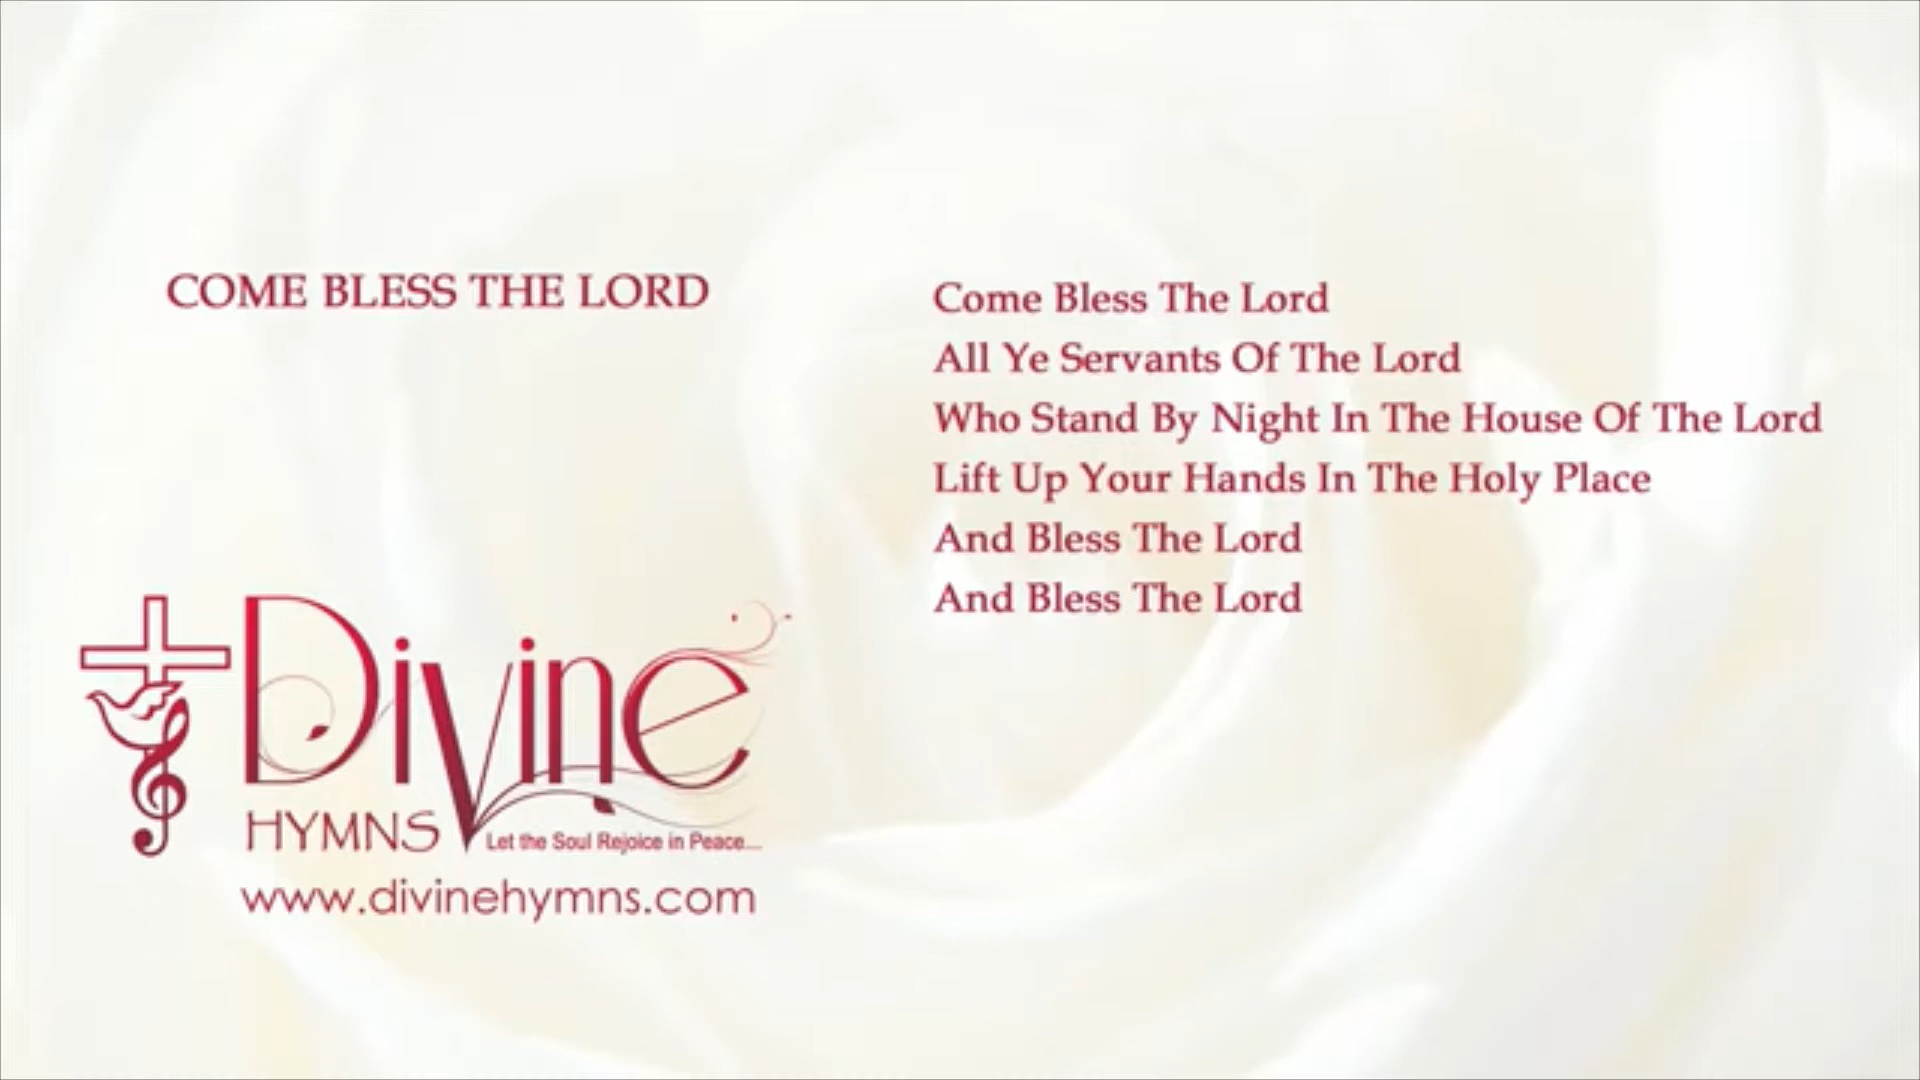 COME BLESS THE LORD
Come Bless The Lord
All Ye Servants Of The Lord
Who Stand By Night In The House Of The Lord
Lift Up Your Hands In The Holy Place
And Bless The Lord
And Bless The Lord
Divine
HYMNS
Let the Soul Rejoice in Peace...
www.divinehymns.com